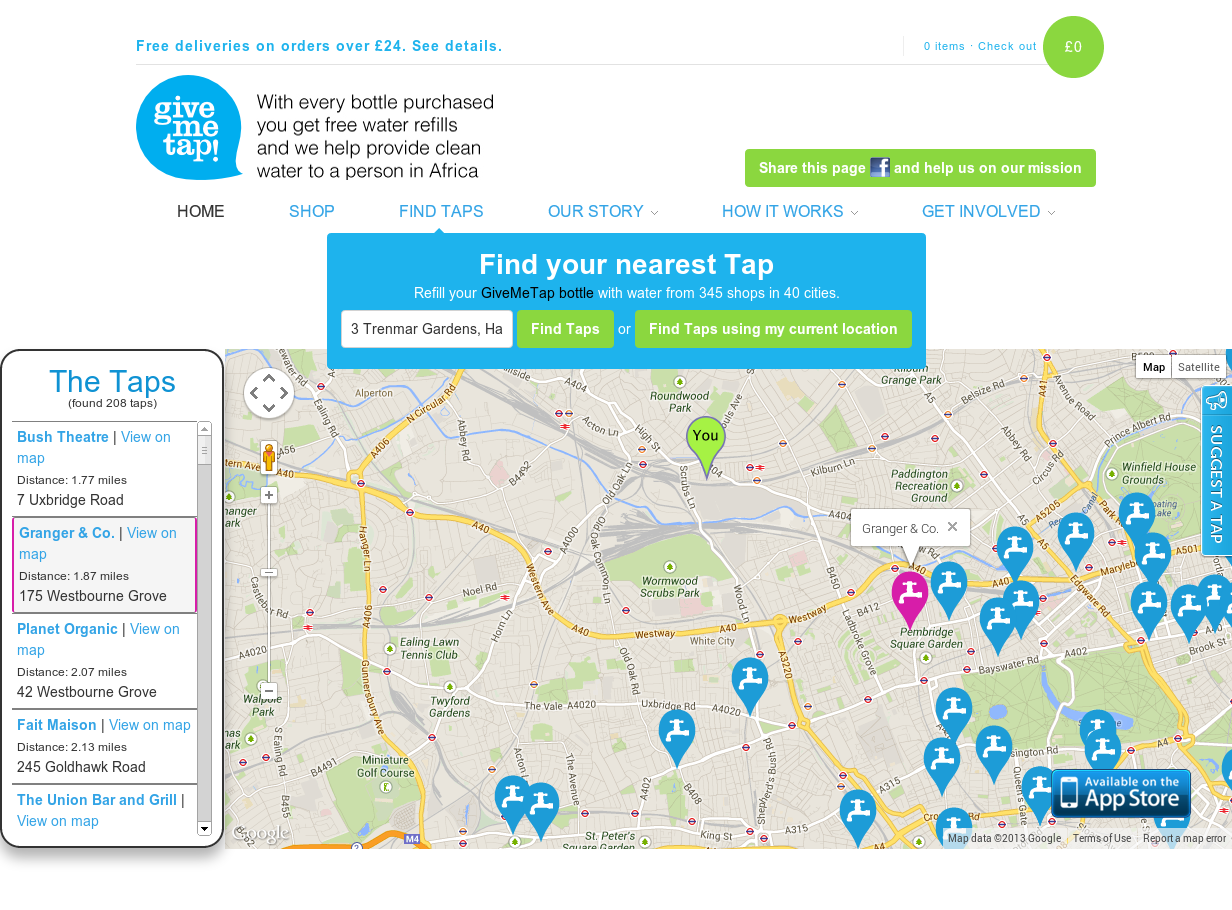 Free deliveries on orders over £24. See details.
0 items · Check out
£0
give
me
tap!
With every bottle purchased
you get free water refills
and we help provide clean
water to a person in Africa
Share this page and help us on our mission
HOME
SHOP
FIND TAPS
OUR STORY
HOW IT WORKS
GET INVOLVED
Find your nearest Tap
Refill your GiveMeTap bottle with water from 345 shops in 40 cities.
3 Trenmar Gardens, Ha
Find Taps
or
Find Taps using my current location
The Taps
(found 208 taps)
Bush Theatre | View on
map
Distance: 1.77 miles
7 Uxbridge Road
Granger & Co. | View on
map
Distance: 1.87 miles
175 Westbourne Grove
Planet Organic | View on
map
Distance: 2.07 miles
42 Westbourne Grove
Fait Maison | View on map
Distance: 2.13 miles
245 Goldhawk Road
The Union Bar and Grill |
View on map
Map
Satellite
SUGGEST A TAP
You
Granger & Co.
Alperton
Ealing Rd
N Circular Rd
Acton Ln
High St
Roundwood
Park
Kilburn
Grange Park
Belsize Rd
Abbey Rd
Abbey Rd
Finchley Rd
Prince Albert Rd
Kilburn Ln
Paddington
Recreation
Ground
Circus Rd
Winfield House
Grounds
A5205
A501
A41
A404
A40
A56
A406
A4000
Scrubs Ln
Hanger Ln
Western Ave
Old Oak Common Ln
Wormwood
Scrubs Park
Wood Ln
Westway
Westway
White City
A3220
B450
B412
Ladbroke Grove
Pembridge
Square Garden
Edware Rd
Bayswater Rd
Brook St
Castlebar Rd
Noel Rd
Horn Ln
Ealing Lawn
Tennis Club
Gunnersbury Ave
Twyford
Gardens
The Vale
A4020
Old Oak Rd
Uxbridge Rd
A4020
Walpole
Park
S Ealing Rd
B4491
B455
Miniature
Golf Course
The Avenue
B490
B408
St. Peter's
Square Garden
King St
Shepherd's Bush Rd
A4
M4
Queen's Gate
Google
Available on the
App Store
Map data ©2013 Google
Terms of Use
Report a map error